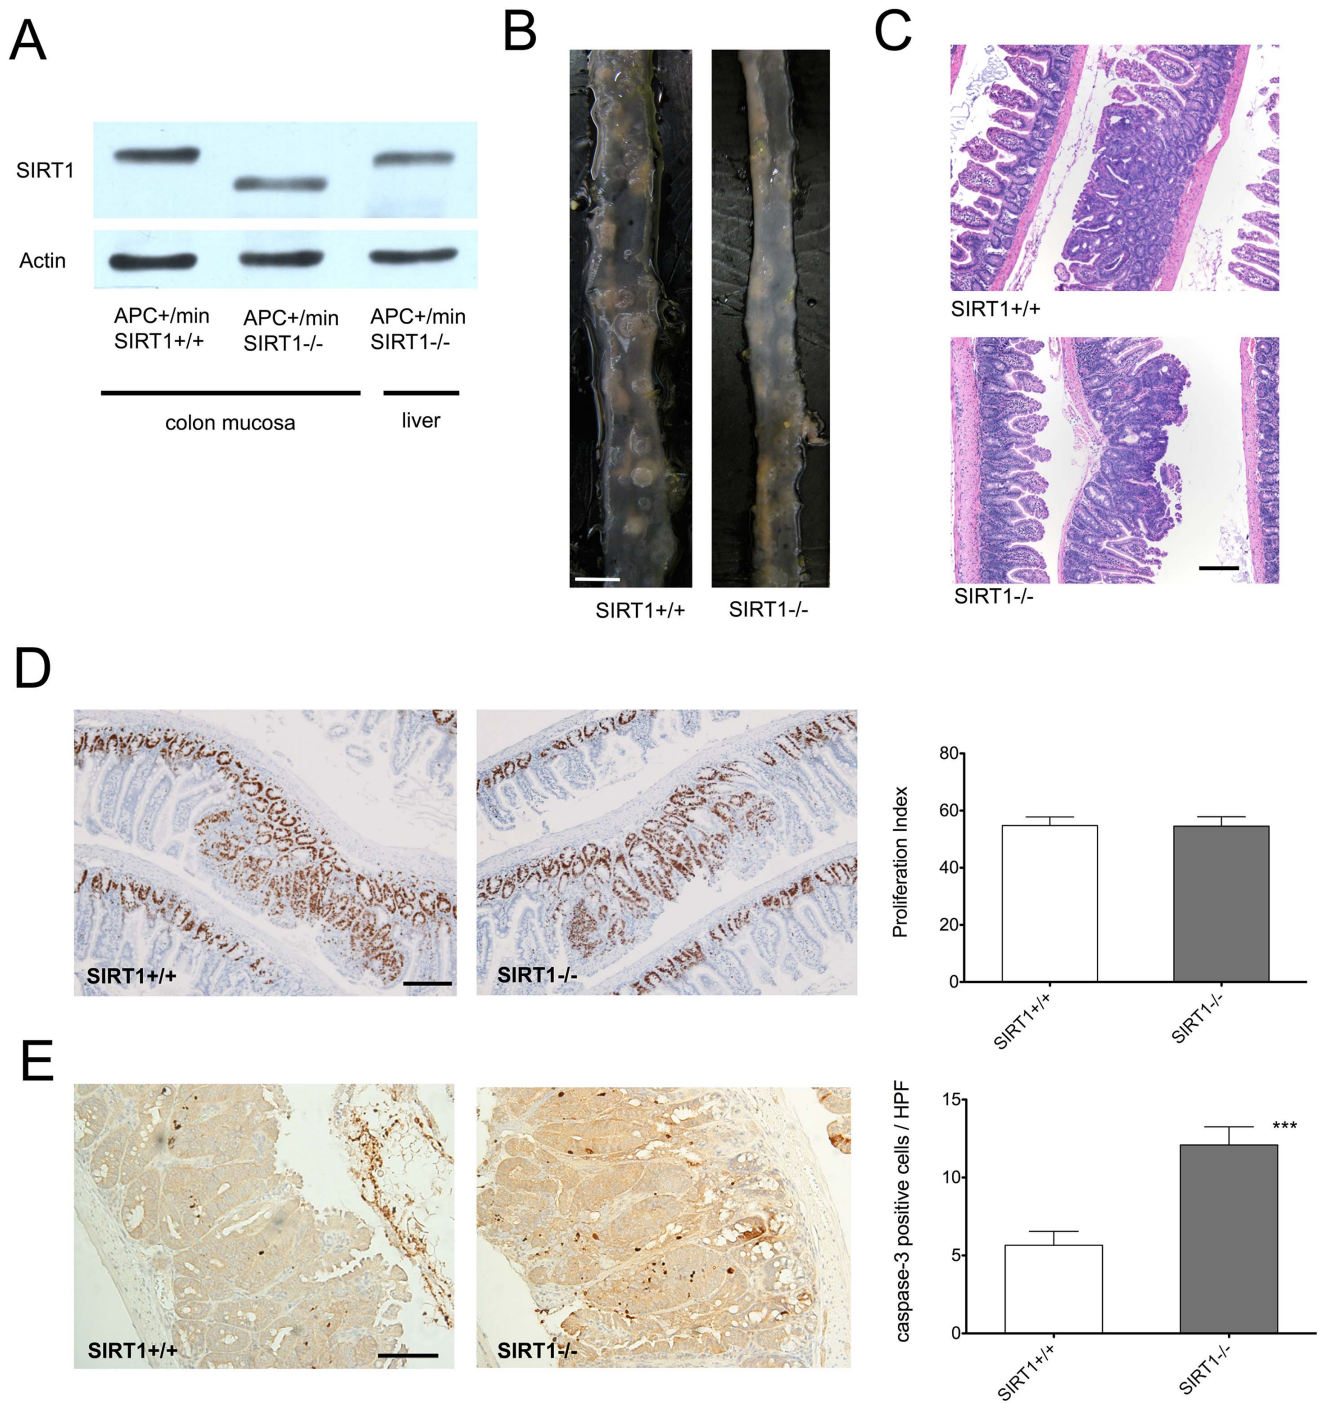 A
SIRT1
Actin
APC+/min APC+/min APC+/min
SIRT1+/+ SIRT1-/- SIRT1-/-
colon mucosa
liver
B
SIRT1+/+
SIRT1-/-
C
SIRT1+/+
SIRT1-/-
D
SIRT1+/+
SIRT1-/-
Proliferation Index
80
60
40
20
0
SIRT1+/+
SIRT1-/-
E
SIRT1+/+
SIRT1-/-
caspase-3 positive cells / HPF
15
10
5
0
***
SIRT1+/+
SIRT1-/-